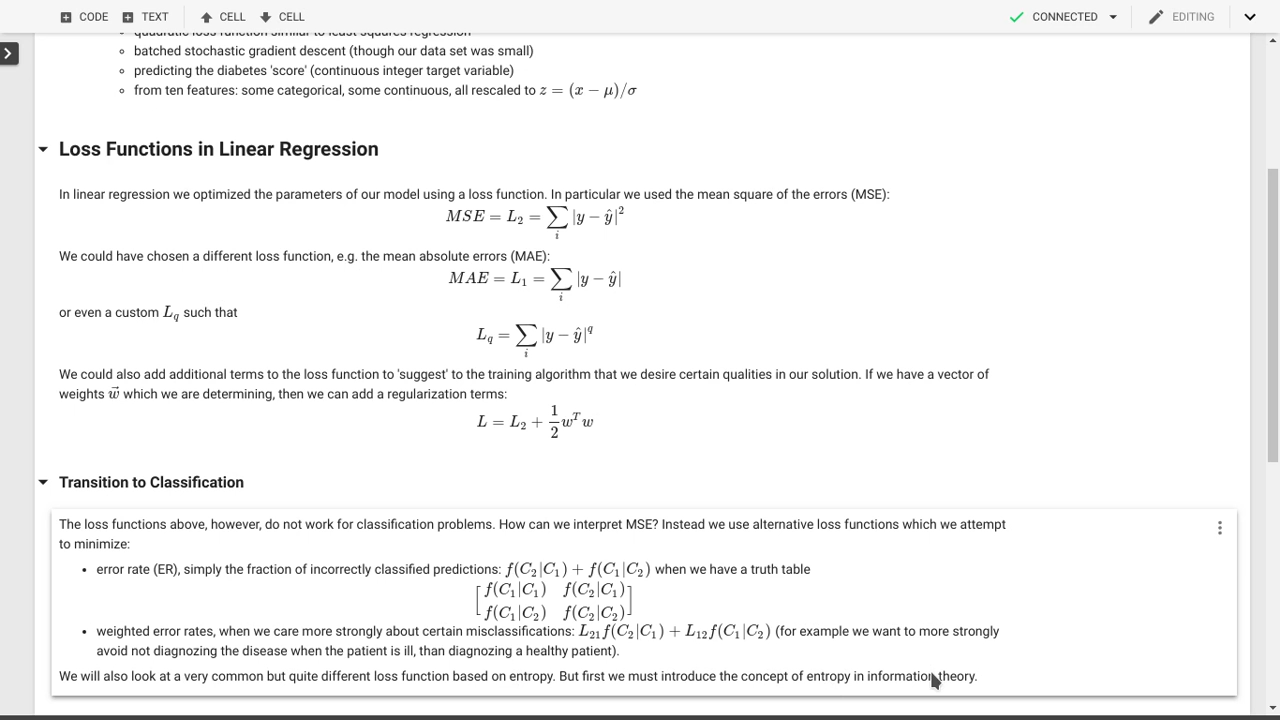 CODE TEXT CELL CELL CONNECTED EDITING
quadratic loss function similar to least squares regression
batched stochastic gradient descent (though our data set was small)
predicting the diabetes 'score' (continuous integer target variable)
from ten features: some categorical, some continuous, all rescaled to z = (x − μ)/σ
Loss Functions in Linear Regression
In linear regression we optimized the parameters of our model using a loss function. In particular we used the mean square of the errors (MSE):
MSE = L₂ = ∑ᵢ |y − ŷ|²
We could have chosen a different loss function, e.g. the mean absolute errors (MAE):
MAE = L₁ = ∑ᵢ |y − ŷ|
or even a custom L_q such that
L_q = ∑ᵢ |y − ŷ|^q
We could also add additional terms to the loss function to 'suggest' to the training algorithm that we desire certain qualities in our solution. If we have a vector of
weights w⃗ which we are determining, then we can add a regularization terms:
L = L₂ + 1/2 wᵀw
Transition to Classification
The loss functions above, however, do not work for classification problems. How can we interpret MSE? Instead we use alternative loss functions which we attempt
to minimize:
error rate (ER), simply the fraction of incorrectly classified predictions: f(C₂|C₁) + f(C₁|C₂) when we have a truth table
[f(C₁|C₁) f(C₂|C₁)
f(C₁|C₂) f(C₂|C₂)]
weighted error rates, when we care more strongly about certain misclassifications: L₂₁f(C₂|C₁) + L₁₂f(C₁|C₂) (for example we want to more strongly
avoid not diagnosing the disease when the patient is ill, than diagnosing a healthy patient).
We will also look at a very common but quite different loss function based on entropy. But first we must introduce the concept of entropy in information theory.